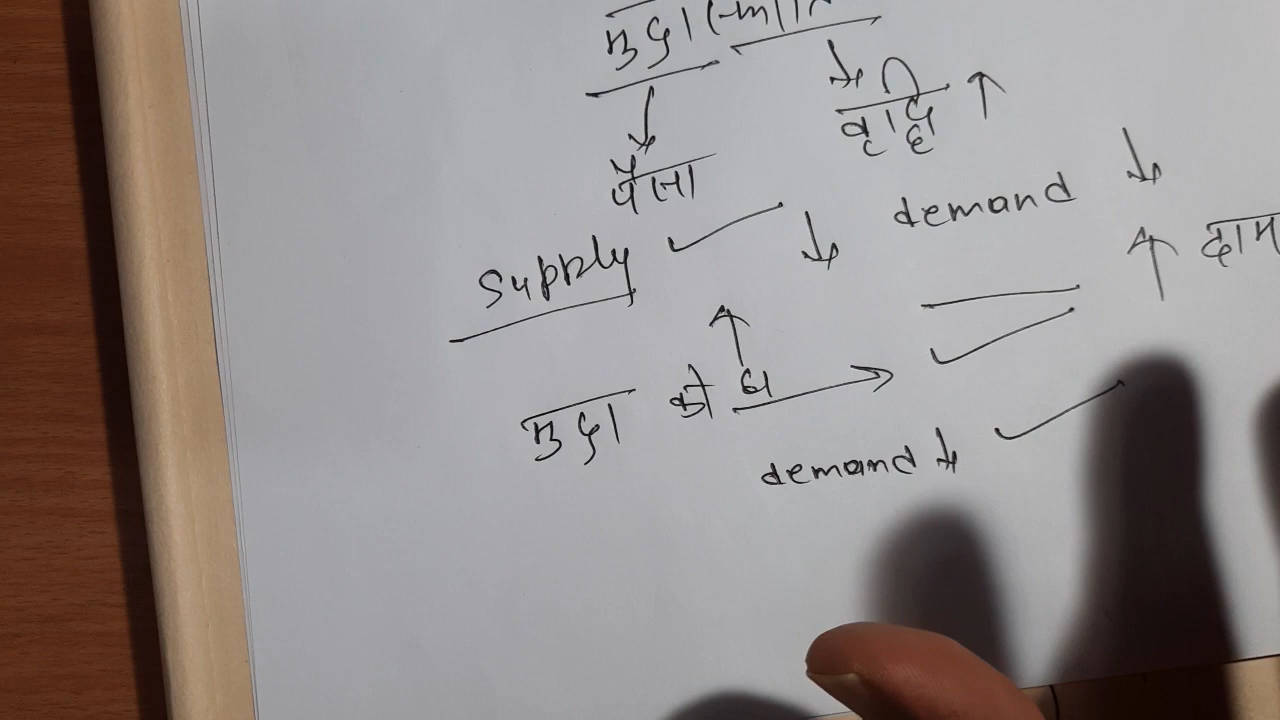 मुद्रा स्फीति
पैसा वृद्धि ↑
supply ✓ ↓ demand ↓
↑ दाम
मुद्रा को →
demand ↓ ✓